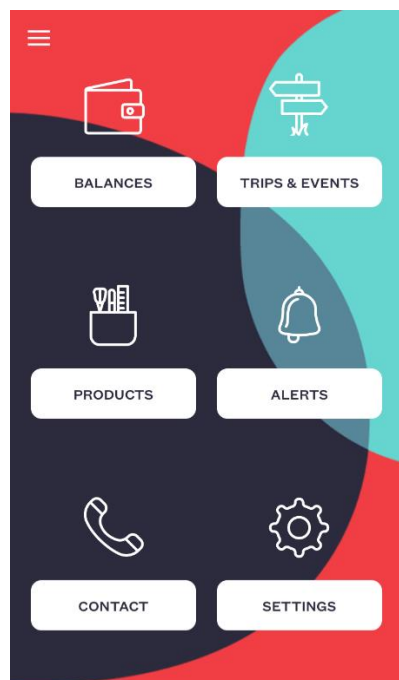 BALANCES
TRIPS & EVENTS
PRODUCTS
ALERTS
CONTACT
SETTINGS